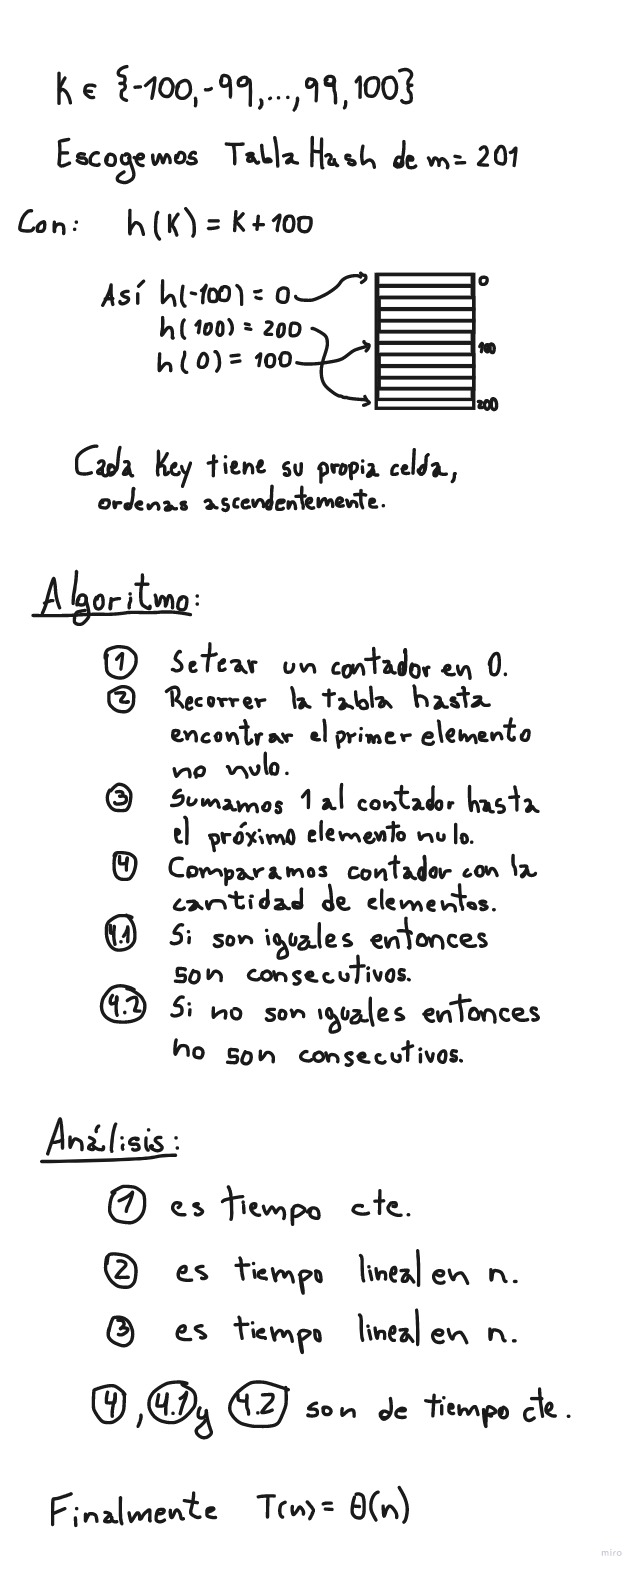 K ∈ {-100,-99,...,99,100}
Escogemos Tabla Hash de m= 201
Con: h(K) = K+100
Así h(-100) = 0
0
h(100) = 200
h(0) = 100
100
200
Cada Key tiene su propia celda,
ordenas ascendentemente.
Algoritmo:
1 Setear un contador en 0.
2 Recorrer la tabla hasta
encontrar el primer elemento
no nulo.
3 Sumamos 1 al contador hasta
el próximo elemento nulo.
4 Comparamos contador con la
cantidad de elementos.
4.1 Si son iguales entonces
son consecutivos.
4.2 Si no son iguales entonces
no son consecutivos.
Análisis:
1 es tiempo cte.
2 es tiempo lineal en n.
3 es tiempo lineal en n.
4, 4.1 y 4.2 son de tiempo cte.
Finalmente T(n) = θ(n)
miro